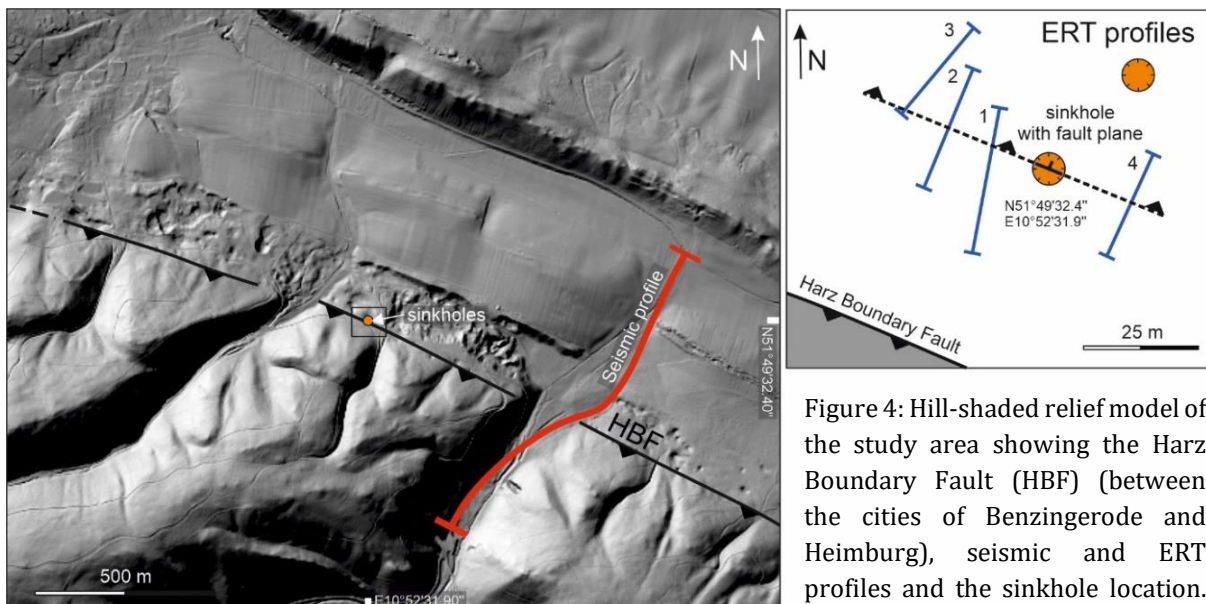 N
sinkholes
Seismic profile
HBF
N51°49'32.40"
500 m
E10°52'31.90"
N
ERT profiles
3
2
1
4
sinkhole
with fault plane
N51°49'32.4"
E10°52'31.9"
Harz Boundary Fault
25 m
Figure 4: Hill-shaded relief model of
the study area showing the Harz
Boundary Fault (HBF) (between
the cities of Benzingerode and
Heimburg), seismic and ERT
profiles and the sinkhole location.